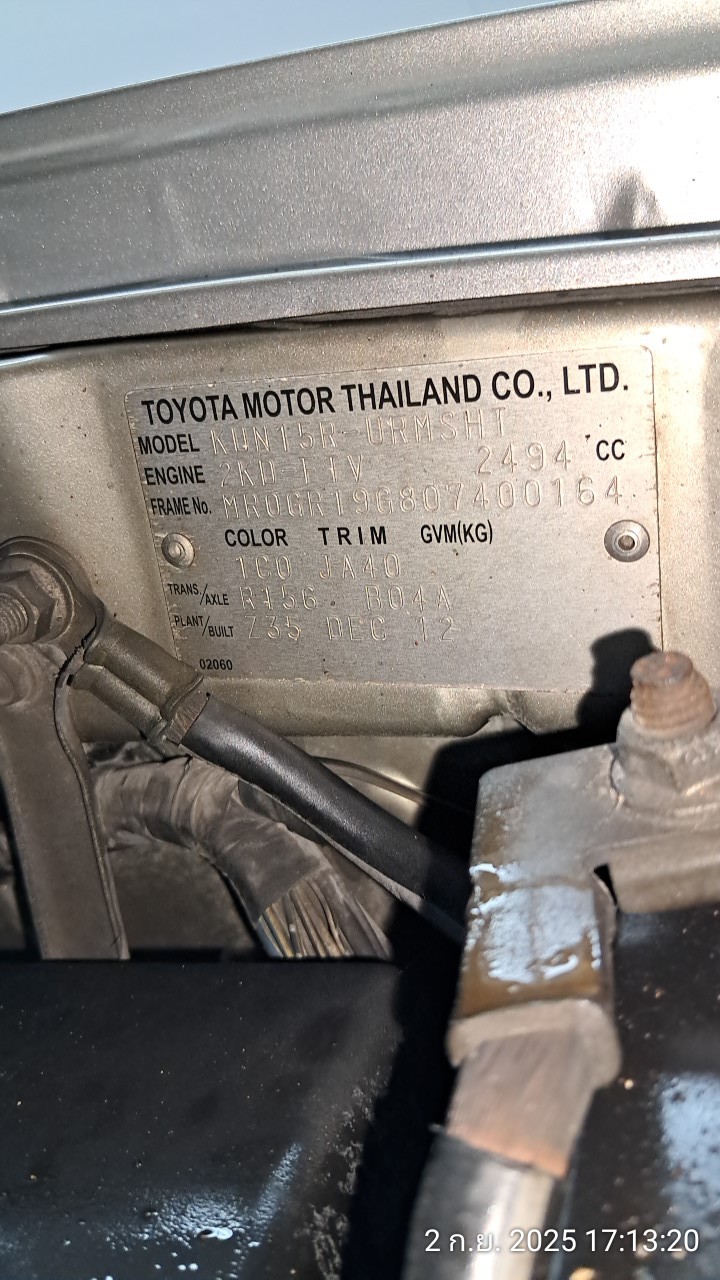 TOYOTA MOTOR THAILAND CO., LTD.
MODEL KUN15R-URMSHT
ENGINE 2KD-FTV 2494 CC
FRAME No. MR0GR19G807400164
COLOR TRIM GVM(KG)
1C0 JA40
TRANS./AXLE R156 B04A
PLANT/BUILT Z35 DEC 12
02060
2 ก.ย. 2025 17:13:20